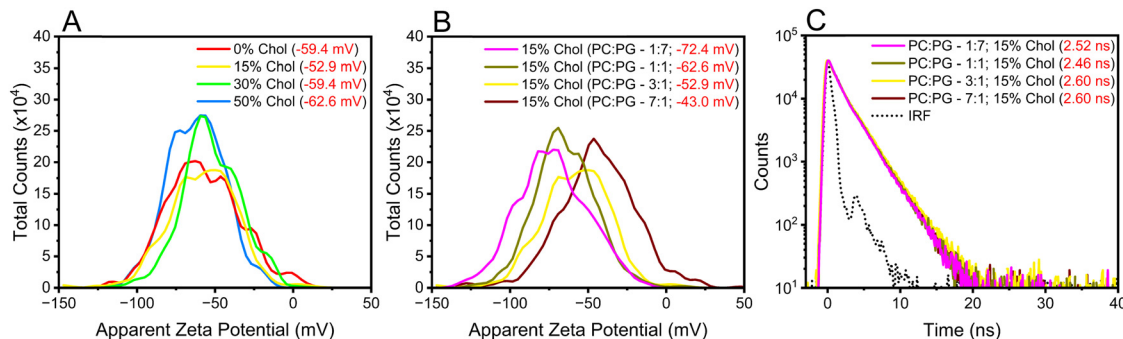 A
0% Chol (-59.4 mV)
15% Chol (-52.9 mV)
30% Chol (-59.4 mV)
50% Chol (-62.6 mV)
Total Counts (x10⁴)
40
35
30
25
20
15
10
5
0
-150
-100
-50
0
50
Apparent Zeta Potential (mV)
B
15% Chol (PC:PG - 1:7; -72.4 mV)
15% Chol (PC:PG - 1:1; -62.6 mV)
15% Chol (PC:PG - 3:1; -52.9 mV)
15% Chol (PC:PG - 7:1; -43.0 mV)
Total Counts (x10⁴)
40
35
30
25
20
15
10
5
0
-150
-100
-50
0
50
Apparent Zeta Potential (mV)
C
PC:PG - 1:7; 15% Chol (2.52 ns)
PC:PG - 1:1; 15% Chol (2.46 ns)
PC:PG - 3:1; 15% Chol (2.60 ns)
PC:PG - 7:1; 15% Chol (2.60 ns)
IRF
Counts
10⁵
10⁴
10³
10²
10¹
0
10
20
30
40
Time (ns)